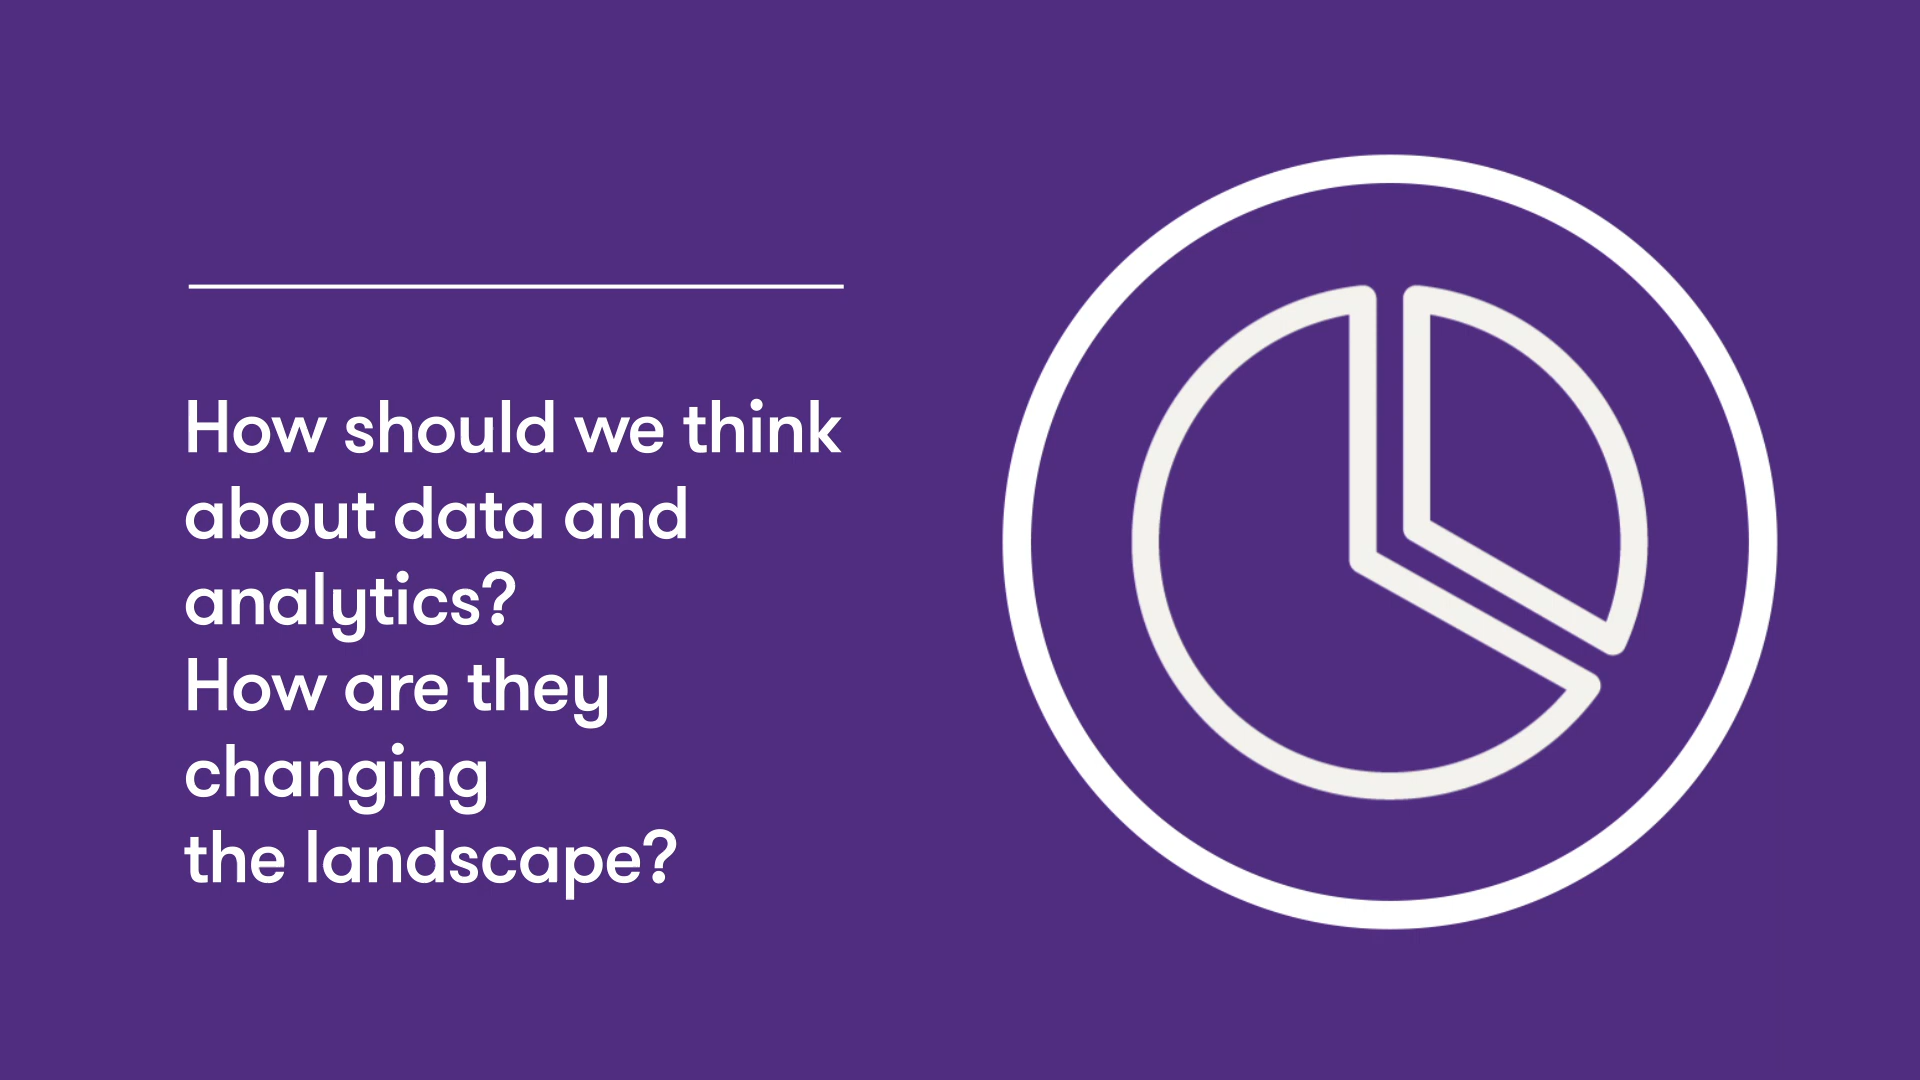 How should we think
about data and
analytics?
How are they
changing
the landscape?